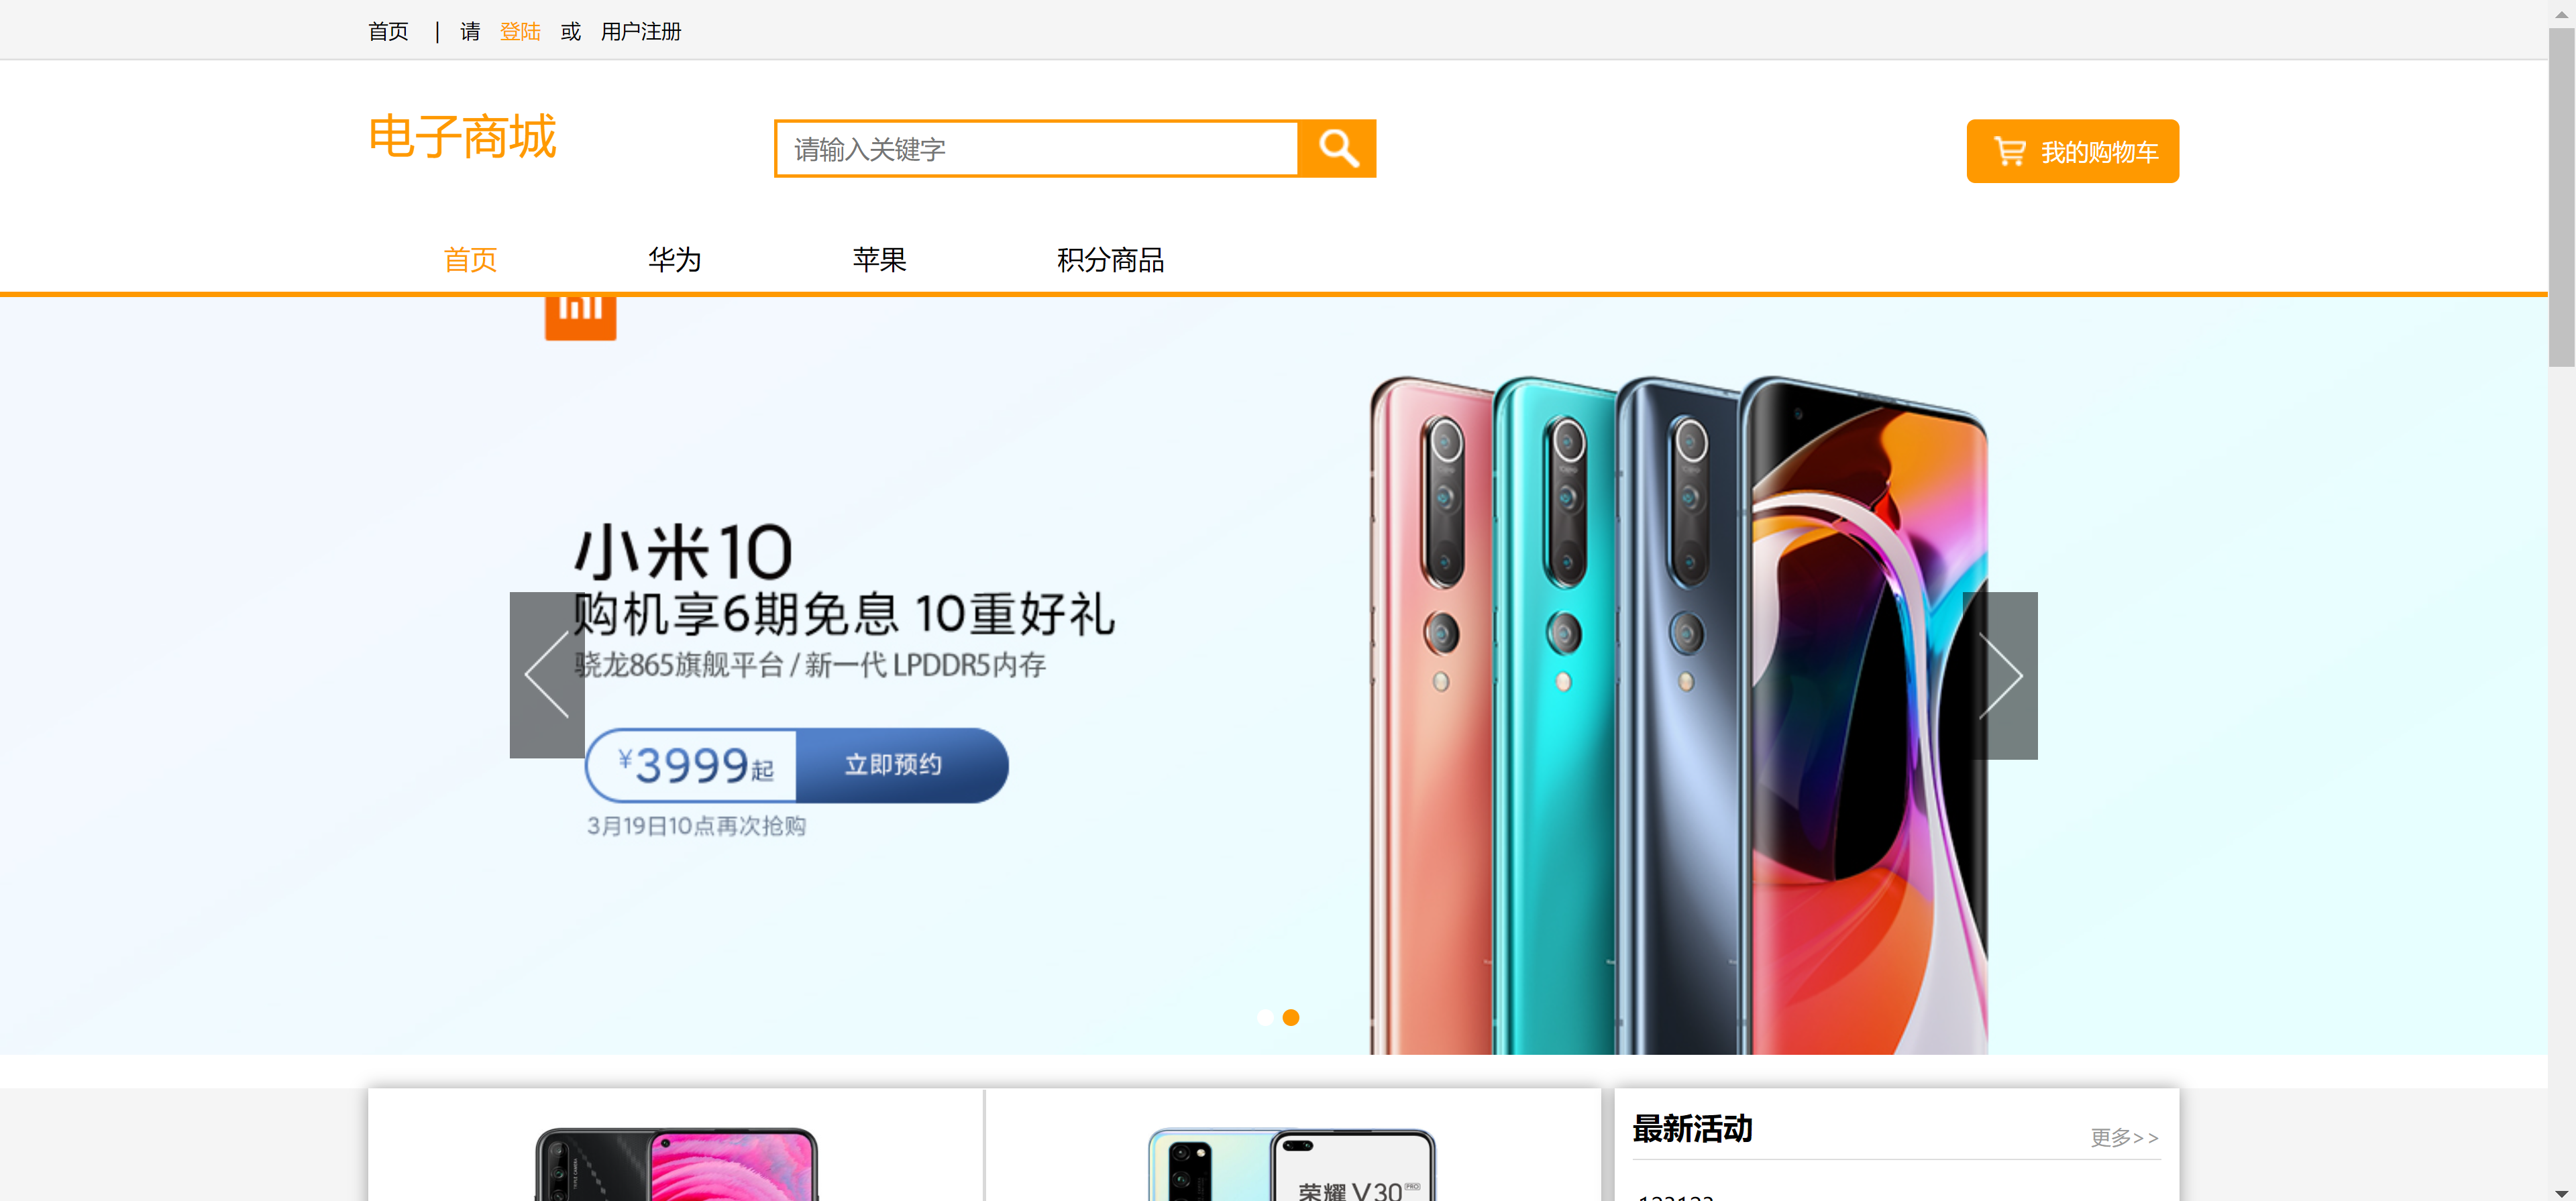 首页 | 请 登陆 或 用户注册
电子商城
请输入关键字
我的购物车
首页 华为 苹果 积分商品
小米10
购机享6期免息 10重好礼
骁龙865旗舰平台 / 新一代 LPDDR5内存
¥3999起 立即预约
3月19日10点再次抢购
最新活动
更多>>
荣耀 V30 PRO